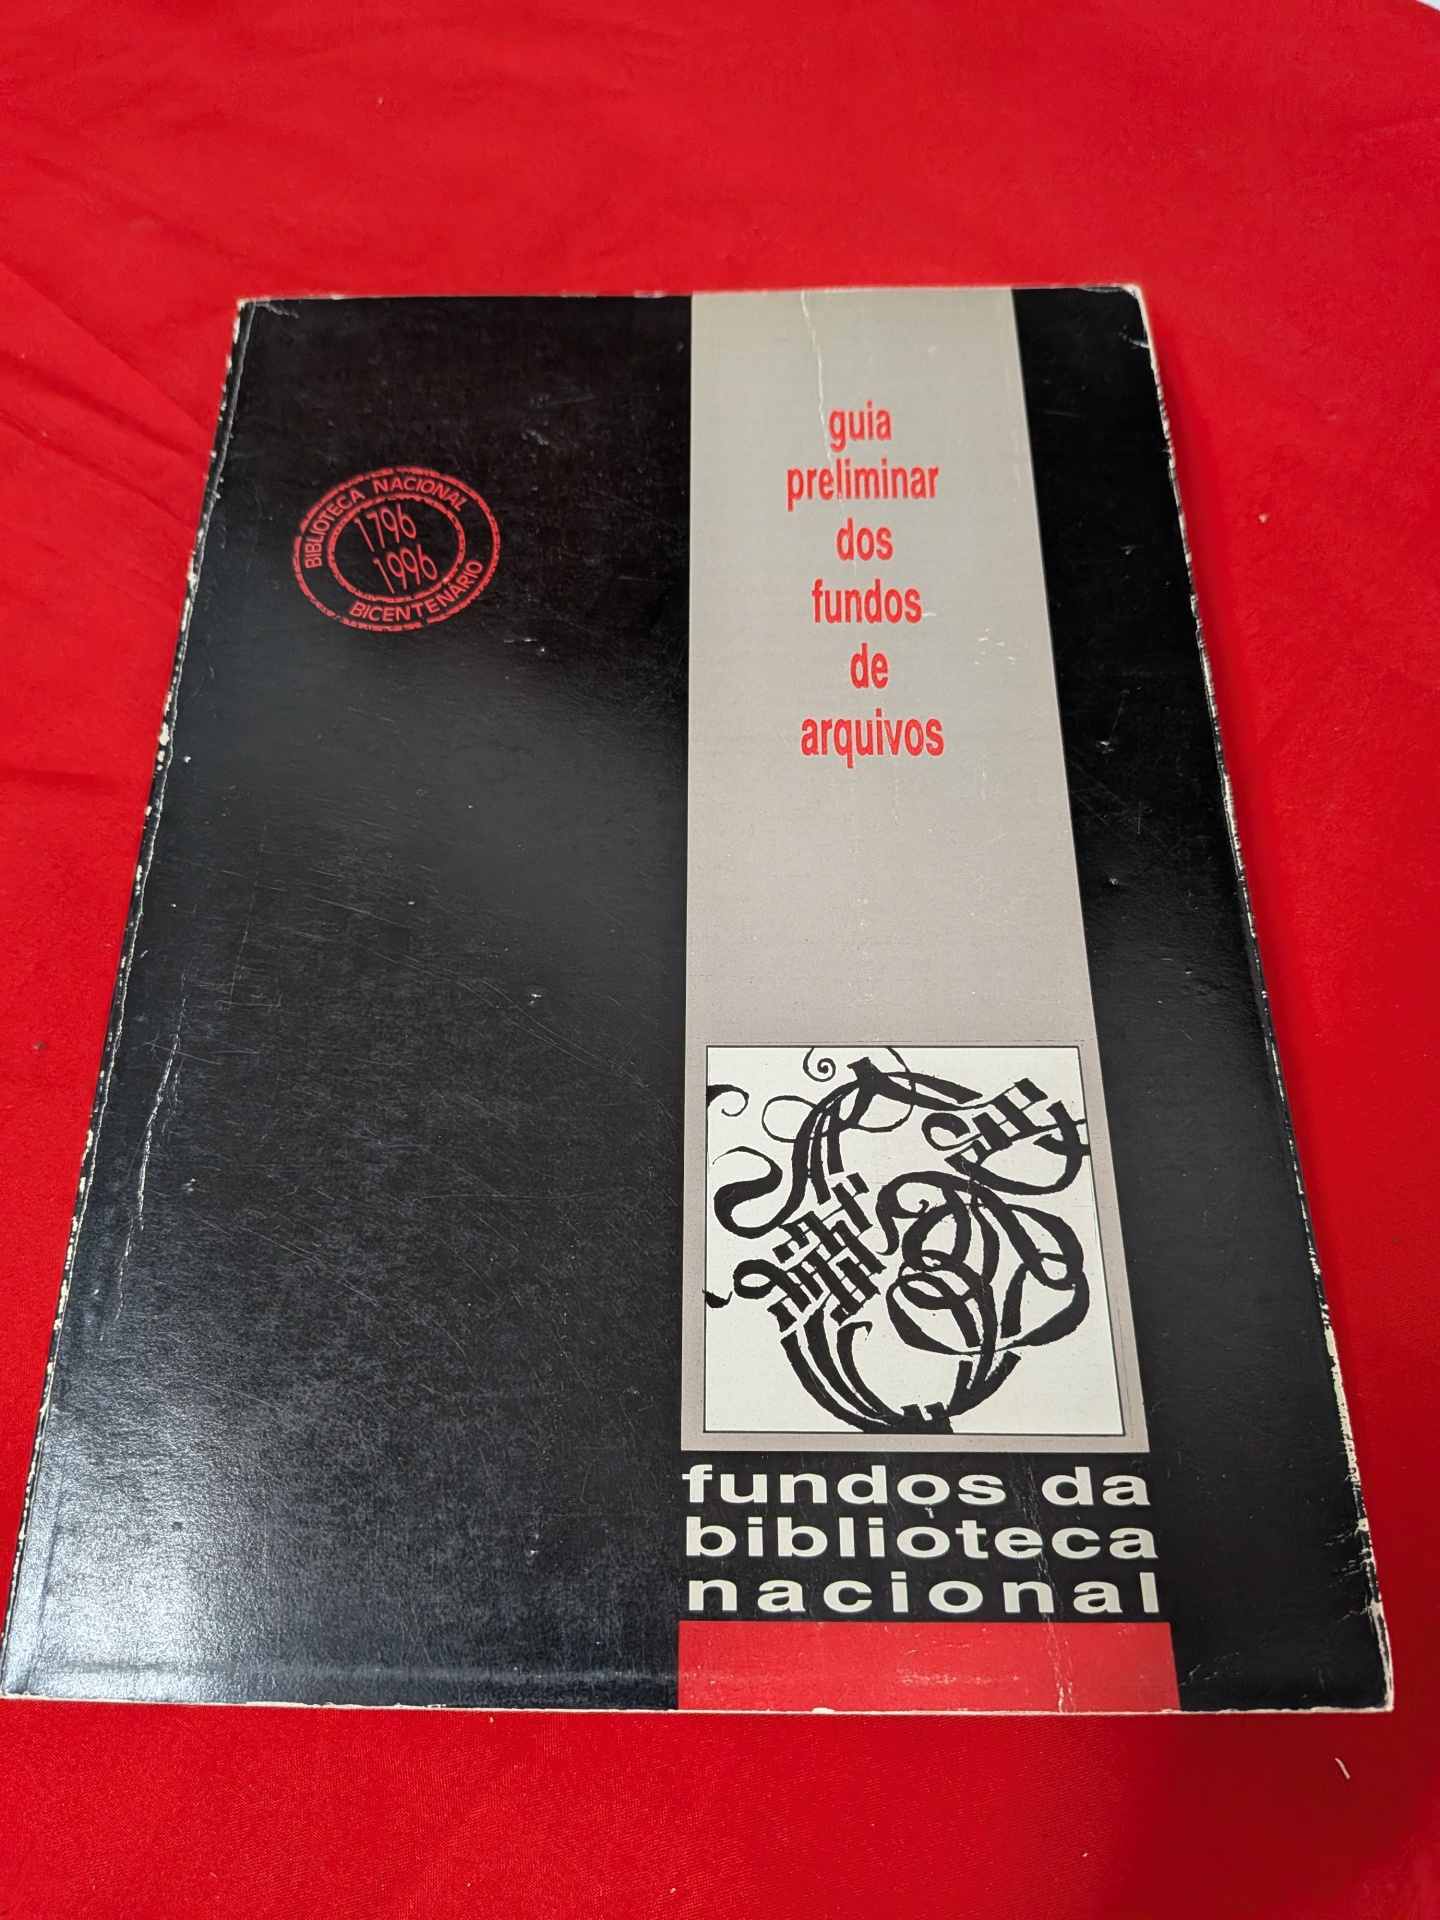 BIBLIOTECA NACIONAL
1796
1996
BICENTENÁRIO
guia
preliminar
dos
fundos
de
arquivos
fundos da
biblioteca
nacional